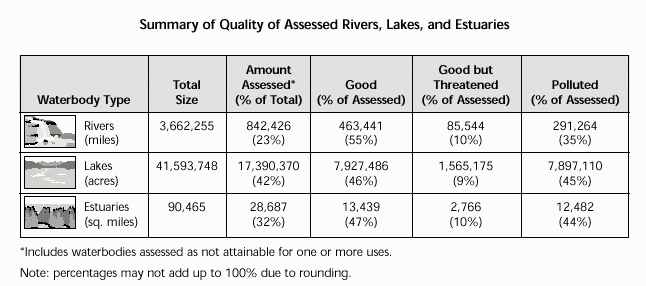 Summary of Quality of Assessed Rivers, Lakes, and Estuaries
Waterbody Type
Total
Size
Amount
Assessed*
(% of Total)
Good
(% of Assessed)
Good but
Threatened
(% of Assessed)
Polluted
(% of Assessed)
Rivers
(miles)
3,662,255
842,426
(23%)
463,441
(55%)
85,544
(10%)
291,264
(35%)
Lakes
(acres)
41,593,748
17,390,370
(42%)
7,927,486
(46%)
1,565,175
(9%)
7,897,110
(45%)
Estuaries
(sq. miles)
90,465
28,687
(32%)
13,439
(47%)
2,766
(10%)
12,482
(44%)
*Includes waterbodies assessed as not attainable for one or more uses.
Note: percentages may not add up to 100% due to rounding.